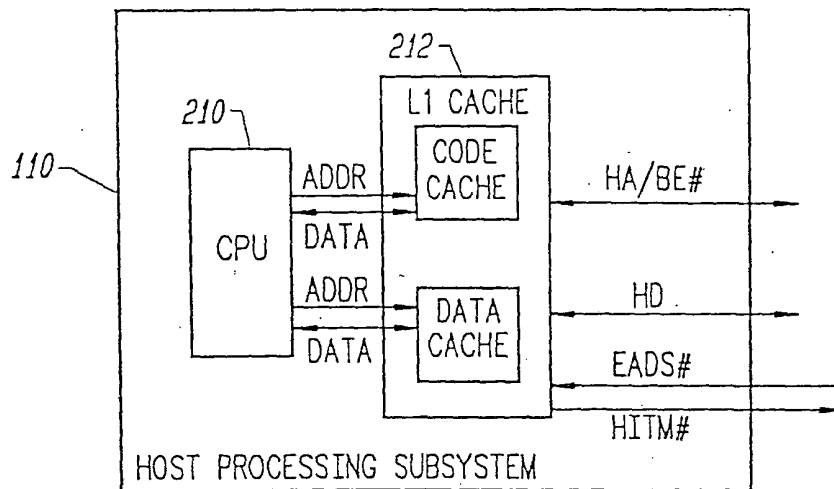 212
L1 CACHE
210
CODE
CACHE
110
ADDR
HA/BE#
DATA
CPU
ADDR
DATA
CACHE
HD
DATA
EADS#
HITM#
HOST PROCESSING SUBSYSTEM